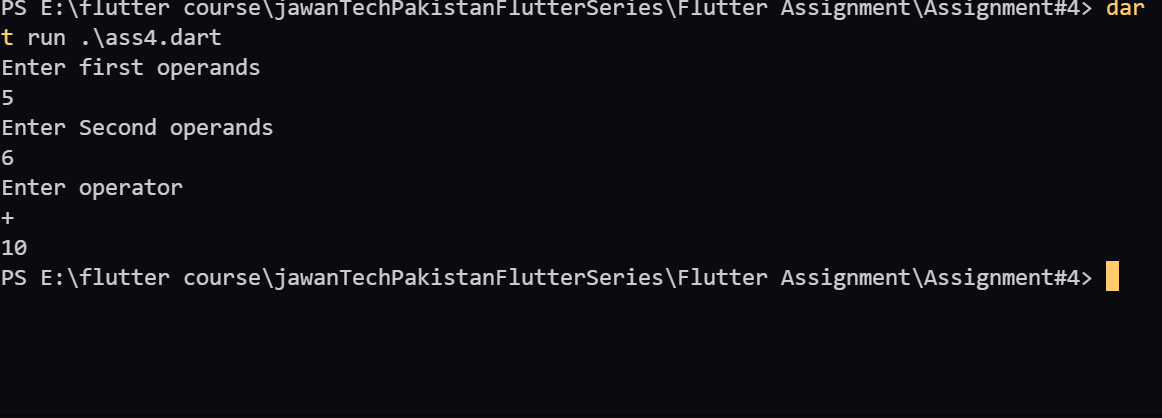 PS E:\flutter course\jawanTechPakistanFlutterSeries\Flutter Assignment\Assignment#4> dar
t run .\ass4.dart
Enter first operands
5
Enter Second operands
6
Enter operator
+
10
PS E:\flutter course\jawanTechPakistanFlutterSeries\Flutter Assignment\Assignment#4>